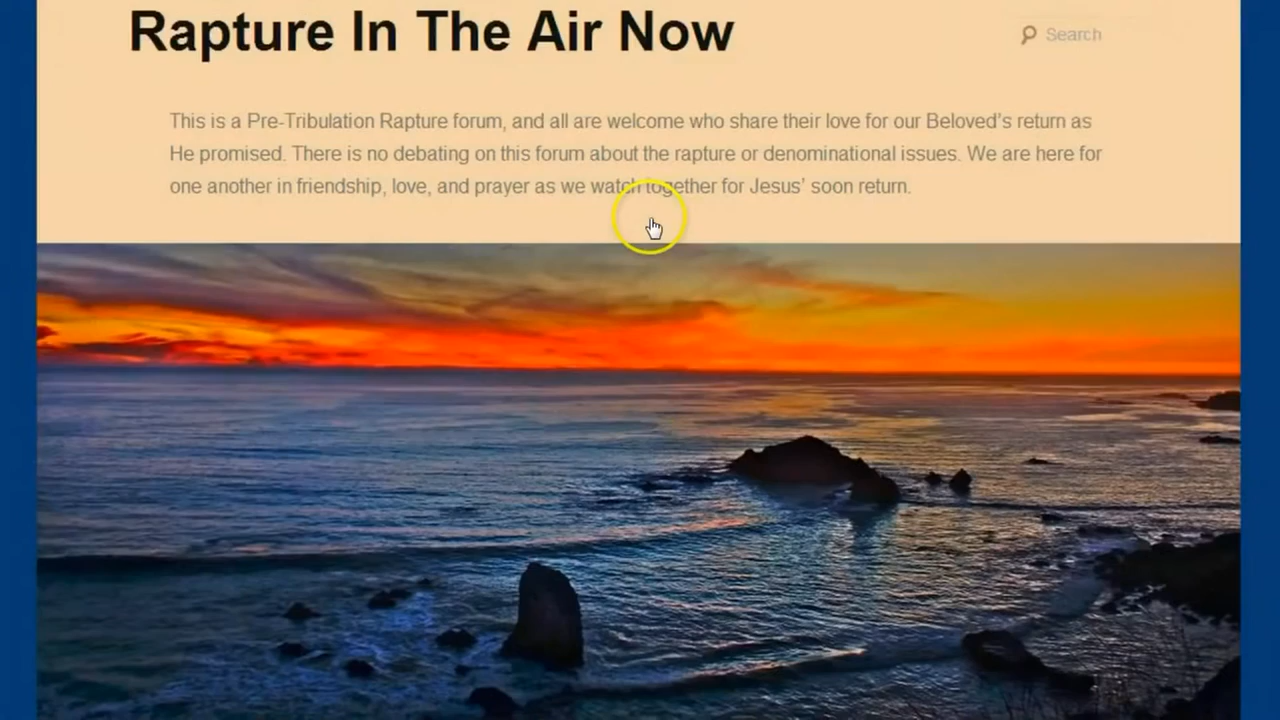 Rapture In The Air Now
Search
This is a Pre-Tribulation Rapture forum, and all are welcome who share their love for our Beloved’s return as
He promised. There is no debating on this forum about the rapture or denominational issues. We are here for
one another in friendship, love, and prayer as we watch together for Jesus’ soon return.